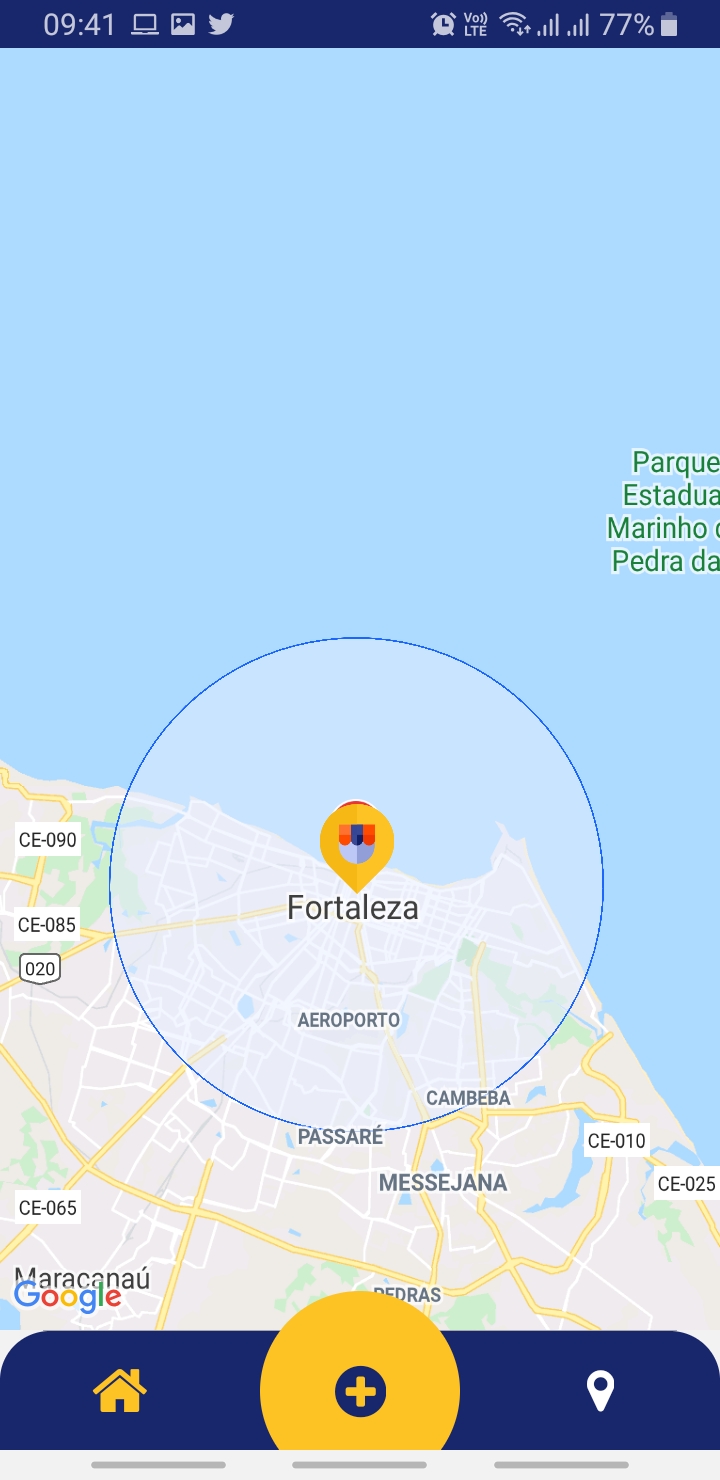 09:41
Vo))
LTE
77%
Parque
Estadua
Marinho d
Pedra da
CE-090
Fortaleza
CE-085
020
AEROPORTO
CAMBEBA
PASSARÉ
CE-010
MESSEJANA
CE-025
CE-065
Maracanaú
Google
PEDRAS